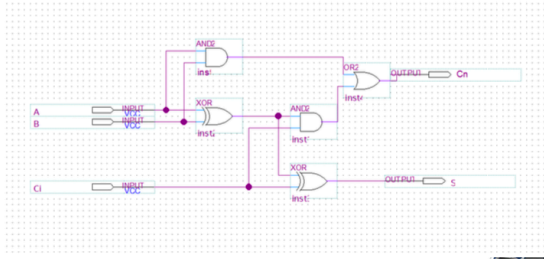 AND2
inst
OR2
OUTPUT
Cn
inst
A
INPUT
VCC
XOR
AND2
B
INPUT
VCC
inst
inst
XOR
Ci
INPUT
VCC
OUTPUT
S
inst